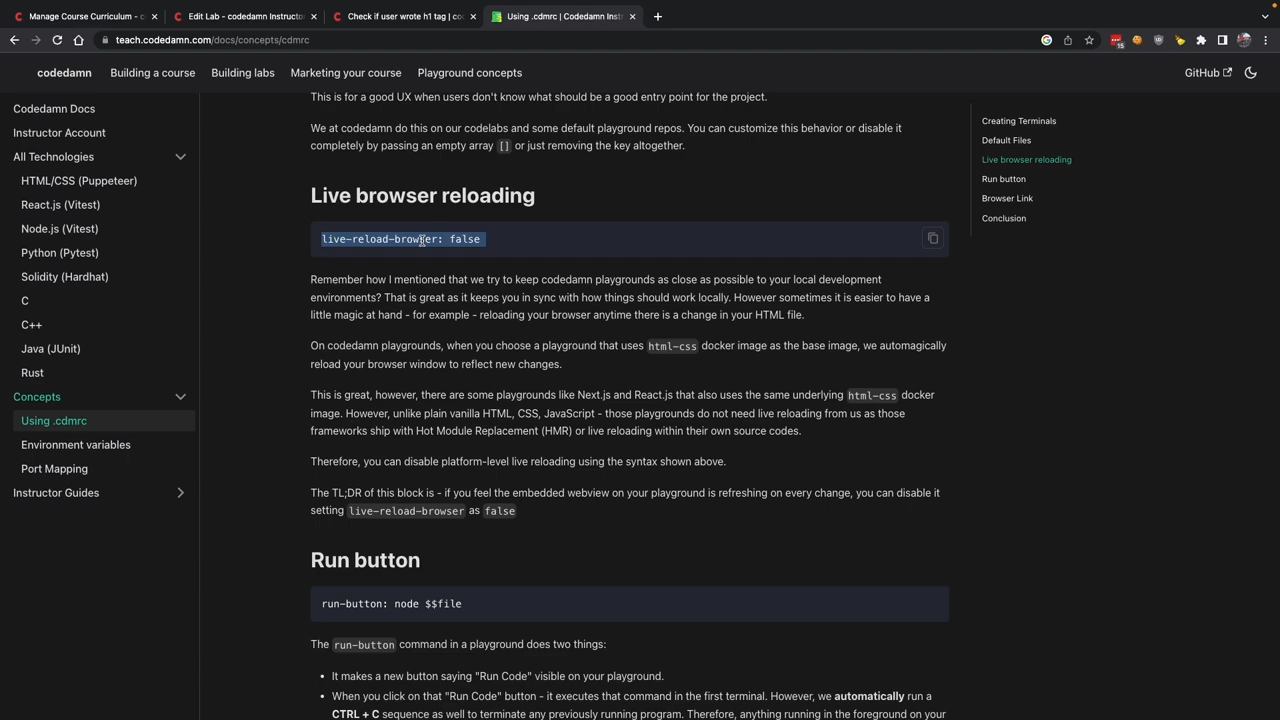 Manage Course Curriculum - c
Edit Lab - codedamn Instructor
Check if user wrote h1 tag | co
Using .cdmrc | Codedamn Inst
teach.codedamn.com/docs/concepts/cdmrc
15
codedamn
Building a course
Building labs
Marketing your course
Playground concepts
GitHub
Codedamn Docs
Instructor Account
All Technologies
HTML/CSS (Puppeteer)
React.js (Vitest)
Node.js (Vitest)
Python (Pytest)
Solidity (Hardhat)
C
C++
Java (JUnit)
Rust
Concepts
Using .cdmrc
Environment variables
Port Mapping
Instructor Guides
This is for a good UX when users don't know what should be a good entry point for the project.
We at codedamn do this on our codelabs and some default playground repos. You can customize this behavior or disable it
completely by passing an empty array [] or just removing the key altogether.
Live browser reloading
live-reload-browser: false
Remember how I mentioned that we try to keep codedamn playgrounds as close as possible to your local development
environments? That is great as it keeps you in sync with how things should work locally. However sometimes it is easier to have a
little magic at hand - for example - reloading your browser anytime there is a change in your HTML file.
On codedamn playgrounds, when you choose a playground that uses html-css docker image as the base image, we automagically
reload your browser window to reflect new changes.
This is great, however, there are some playgrounds like Next.js and React.js that also uses the same underlying html-css docker
image. However, unlike plain vanilla HTML, CSS, JavaScript - those playgrounds do not need live reloading from us as those
frameworks ship with Hot Module Replacement (HMR) or live reloading within their own source codes.
Therefore, you can disable platform-level live reloading using the syntax shown above.
The TL;DR of this block is - if you feel the embedded webview on your playground is refreshing on every change, you can disable it
setting live-reload-browser as false
Run button
run-button: node $$file
The run-button command in a playground does two things:
• It makes a new button saying "Run Code" visible on your playground.
• When you click on that "Run Code" button - it executes that command in the first terminal. However, we automatically run a
CTRL + C sequence as well to terminate any previously running program. Therefore, anything running in the foreground on your
Creating Terminals
Default Files
Live browser reloading
Run button
Browser Link
Conclusion